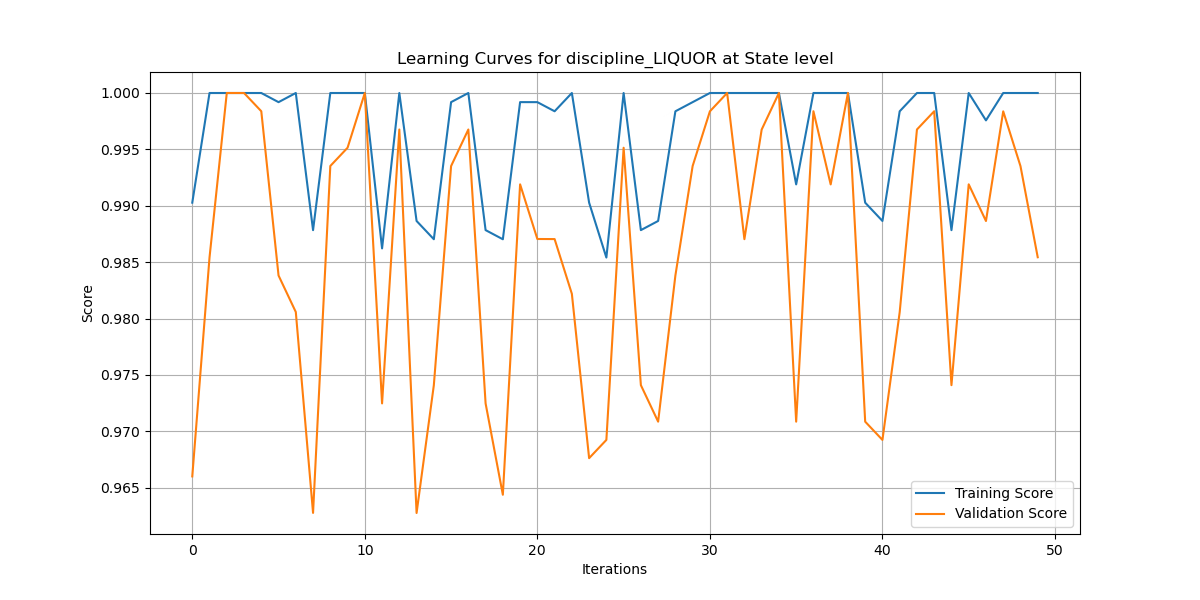 Learning Curves for discipline_LIQUOR at State level
1.000
0.995
0.990
0.985
0.980
0.975
0.970
0.965
Score
0 10 20 30 40 50
Iterations
Training Score
Validation Score